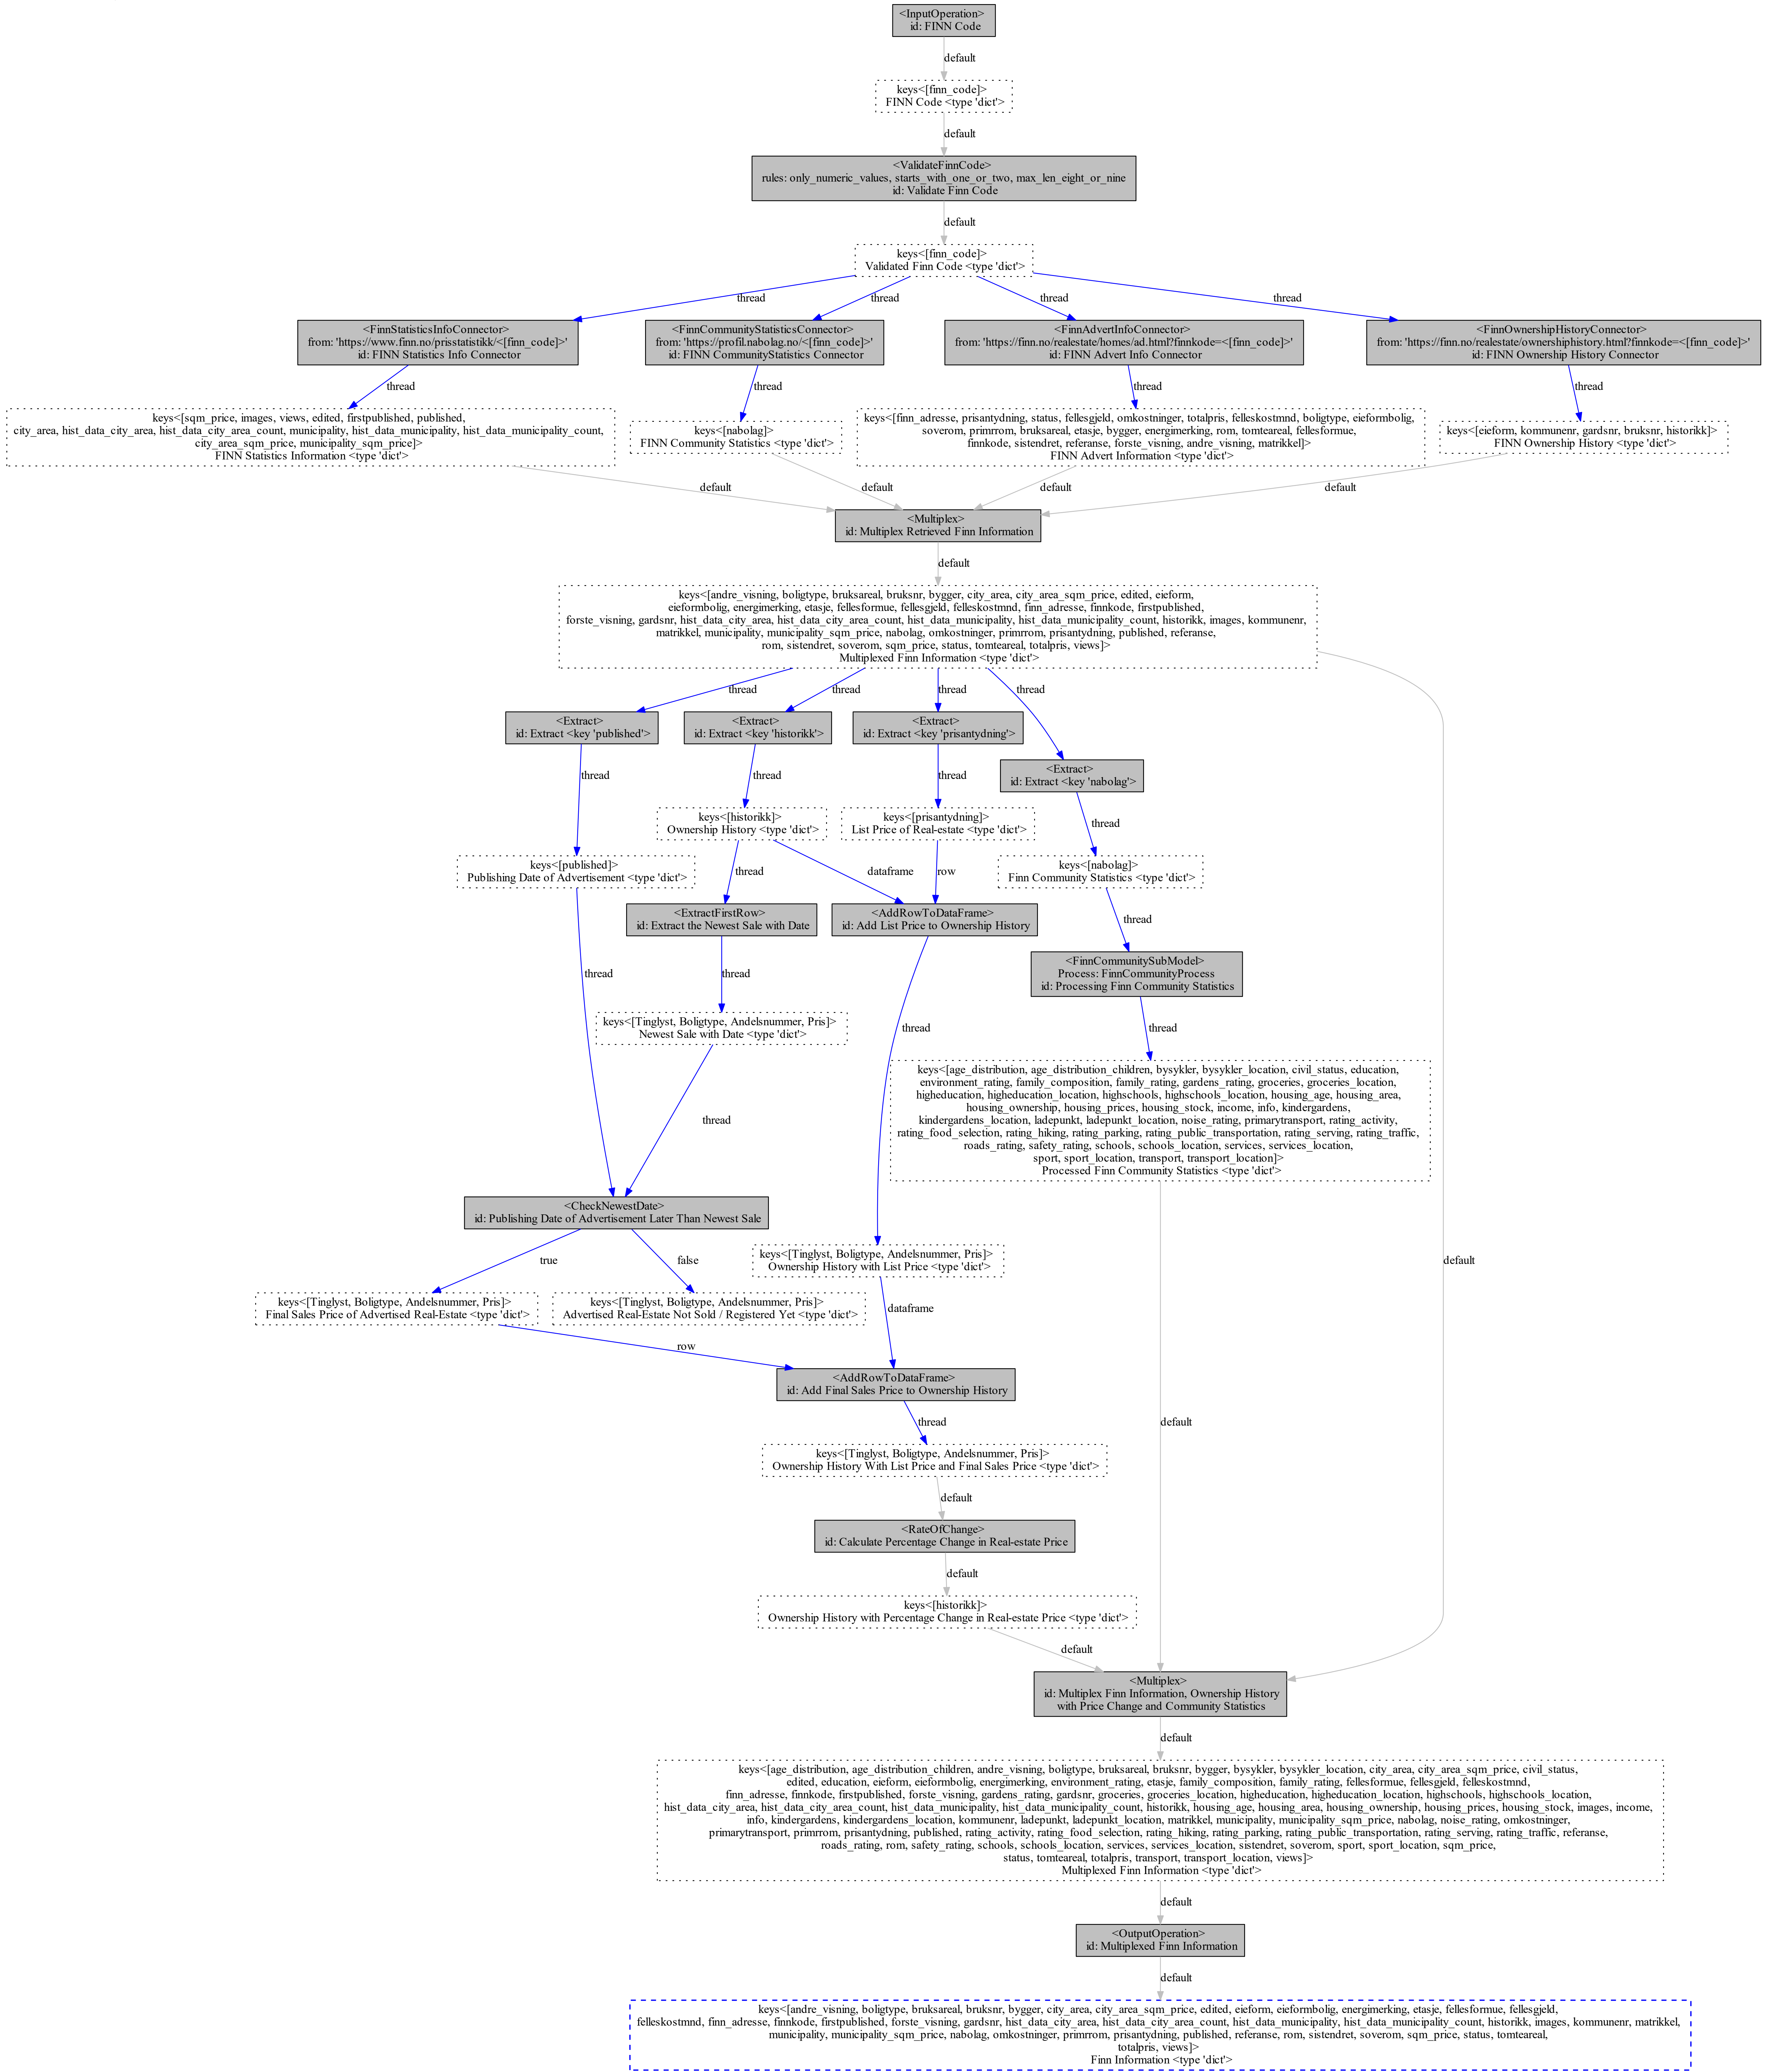 <InputOperation>
id: FINN Code
default
keys<[finn_code]>
FINN Code <type 'dict'>
default
<ValidateFinnCode>
rules: only_numeric_values, starts_with_one_or_two, max_len_eight_or_nine
id: Validate Finn Code
default
keys<[finn_code]>
Validated Finn Code <type 'dict'>
thread
thread
thread
thread
<FinnStatisticsInfoConnector>
from: 'https://www.finn.no/prisstatistikk/<[finn_code]>'
id: FINN Statistics Info Connector
<FinnCommunityStatisticsConnector>
from: 'https://profil.nabolag.no/<[finn_code]>'
id: FINN CommunityStatistics Connector
<FinnAdvertInfoConnector>
from: 'https://finn.no/realestate/homes/ad.html?finnkode=<[finn_code]>'
id: FINN Advert Info Connector
<FinnOwnershipHistoryConnector>
from: 'https://finn.no/realestate/ownershiphistory.html?finnkode=<[finn_code]>'
id: FINN Ownership History Connector
thread
thread
thread
thread
keys<[sqm_price, images, views, edited, firstpublished, published,
city_area, hist_data_city_area, hist_data_city_area_count, municipality, hist_data_municipality, hist_data_municipality_count,
city_area_sqm_price, municipality_sqm_price]>
FINN Statistics Information <type 'dict'>
keys<[nabolag]>
FINN Community Statistics <type 'dict'>
keys<[finn_adresse, prisantydning, status, fellesgjeld, omkostninger, totalpris, felleskostmnd, boligtype, eieformbolig,
soverom, primrrom, bruksareal, etasje, bygger, energimerking, rom, tomteareal, fellesformue,
finnkode, sistendret, referanse, forste_visning, andre_visning, matrikkel]>
FINN Advert Information <type 'dict'>
keys<[eieform, kommunenr, gardsnr, bruksnr, historikk]>
FINN Ownership History <type 'dict'>
default
default
default
default
<Multiplex>
id: Multiplex Retrieved Finn Information
default
keys<[andre_visning, boligtype, bruksareal, bruksnr, bygger, city_area, city_area_sqm_price, edited, eieform,
eieformbolig, energimerking, etasje, fellesformue, fellesgjeld, felleskostmnd, finn_adresse, finnkode, firstpublished,
forste_visning, gardsnr, hist_data_city_area, hist_data_city_area_count, hist_data_municipality, hist_data_municipality_count, historikk, images, kommunenr,
matrikkel, municipality, municipality_sqm_price, nabolag, omkostninger, primrrom, prisantydning, published, referanse,
rom, sistendret, soverom, sqm_price, status, tomteareal, totalpris, views]>
Multiplexed Finn Information <type 'dict'>
thread
thread
thread
thread
<Extract>
id: Extract <key 'published'>
<Extract>
id: Extract <key 'historikk'>
<Extract>
id: Extract <key 'prisantydning'>
<Extract>
id: Extract <key 'nabolag'>
thread
thread
thread
thread
keys<[historikk]>
Ownership History <type 'dict'>
keys<[prisantydning]>
List Price of Real-estate <type 'dict'>
keys<[published]>
Publishing Date of Advertisement <type 'dict'>
keys<[nabolag]>
Finn Community Statistics <type 'dict'>
thread
dataframe
row
thread
<ExtractFirstRow>
id: Extract the Newest Sale with Date
<AddRowToDataFrame>
id: Add List Price to Ownership History
<FinnCommunitySubModel>
Process: FinnCommunityProcess
id: Processing Finn Community Statistics
thread
thread
thread
thread
keys<[Tinglyst, Boligtype, Andelsnummer, Pris]>
Newest Sale with Date <type 'dict'>
keys<[age_distribution, age_distribution_children, bysykler, bysykler_location, civil_status, education,
environment_rating, family_composition, family_rating, gardens_rating, groceries, groceries_location,
higheducation, higheducation_location, highschools, highschools_location, housing_age, housing_area,
housing_ownership, housing_prices, housing_stock, income, info, kindergardens,
kindergardens_location, ladepunkt, ladepunkt_location, noise_rating, primarytransport, rating_activity,
rating_food_selection, rating_hiking, rating_parking, rating_public_transportation, rating_serving, rating_traffic,
roads_rating, safety_rating, schools, schools_location, services, services_location,
sport, sport_location, transport, transport_location]>
Processed Finn Community Statistics <type 'dict'>
thread
<CheckNewestDate>
id: Publishing Date of Advertisement Later Than Newest Sale
true
false
default
keys<[Tinglyst, Boligtype, Andelsnummer, Pris]>
Ownership History with List Price <type 'dict'>
keys<[Tinglyst, Boligtype, Andelsnummer, Pris]>
Final Sales Price of Advertised Real-Estate <type 'dict'>
keys<[Tinglyst, Boligtype, Andelsnummer, Pris]>
Advertised Real-Estate Not Sold / Registered Yet <type 'dict'>
dataframe
row
<AddRowToDataFrame>
id: Add Final Sales Price to Ownership History
thread
default
keys<[Tinglyst, Boligtype, Andelsnummer, Pris]>
Ownership History With List Price and Final Sales Price <type 'dict'>
default
<RateOfChange>
id: Calculate Percentage Change in Real-estate Price
default
keys<[historikk]>
Ownership History with Percentage Change in Real-estate Price <type 'dict'>
default
<Multiplex>
id: Multiplex Finn Information, Ownership History
with Price Change and Community Statistics
default
keys<[age_distribution, age_distribution_children, andre_visning, boligtype, bruksareal, bruksnr, bygger, bysykler, bysykler_location, city_area, city_area_sqm_price, civil_status,
edited, education, eieform, eieformbolig, energimerking, environment_rating, etasje, family_composition, family_rating, fellesformue, fellesgjeld, felleskostmnd,
finn_adresse, finnkode, firstpublished, forste_visning, gardens_rating, gardsnr, groceries, groceries_location, higheducation, higheducation_location, highschools, highschools_location,
hist_data_city_area, hist_data_city_area_count, hist_data_municipality, hist_data_municipality_count, historikk, housing_age, housing_area, housing_ownership, housing_prices, housing_stock, images, income,
info, kindergardens, kindergardens_location, kommunenr, ladepunkt, ladepunkt_location, matrikkel, municipality, municipality_sqm_price, nabolag, noise_rating, omkostninger,
primarytransport, primrrom, prisantydning, published, rating_activity, rating_food_selection, rating_hiking, rating_parking, rating_public_transportation, rating_serving, rating_traffic, referanse,
roads_rating, rom, safety_rating, schools, schools_location, services, services_location, sistendret, soverom, sport, sport_location, sqm_price,
status, tomteareal, totalpris, transport, transport_location, views]>
Multiplexed Finn Information <type 'dict'>
default
<OutputOperation>
id: Multiplexed Finn Information
default
keys<[andre_visning, boligtype, bruksareal, bruksnr, bygger, city_area, city_area_sqm_price, edited, eieform, eieformbolig, energimerking, etasje, fellesformue, fellesgjeld,
felleskostmnd, finn_adresse, finnkode, firstpublished, forste_visning, gardsnr, hist_data_city_area, hist_data_city_area_count, hist_data_municipality, hist_data_municipality_count, historikk, images, kommunenr, matrikkel,
municipality, municipality_sqm_price, nabolag, omkostninger, primrrom, prisantydning, published, referanse, rom, sistendret, soverom, sqm_price, status, tomteareal,
totalpris, views]>
Finn Information <type 'dict'>